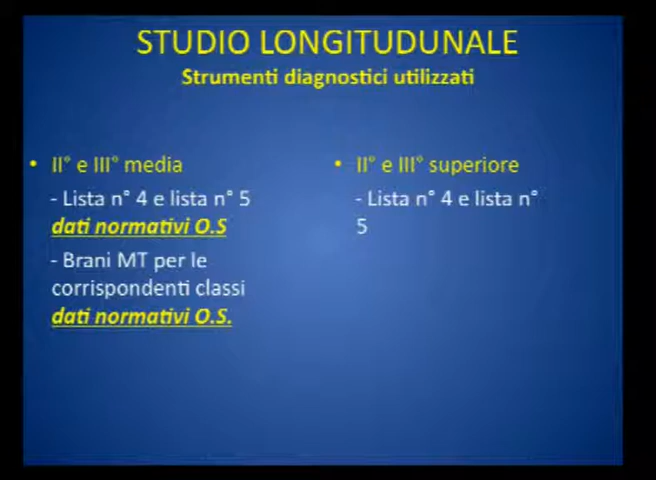 STUDIO LONGITUDUNALE
Strumenti diagnostici utilizzati
• II° e III° media
- Lista n° 4 e lista n° 5
dati normativi O.S
- Brani MT per le
corrispondenti classi
dati normativi O.S.
• II° e III° superiore
- Lista n° 4 e lista n°
5